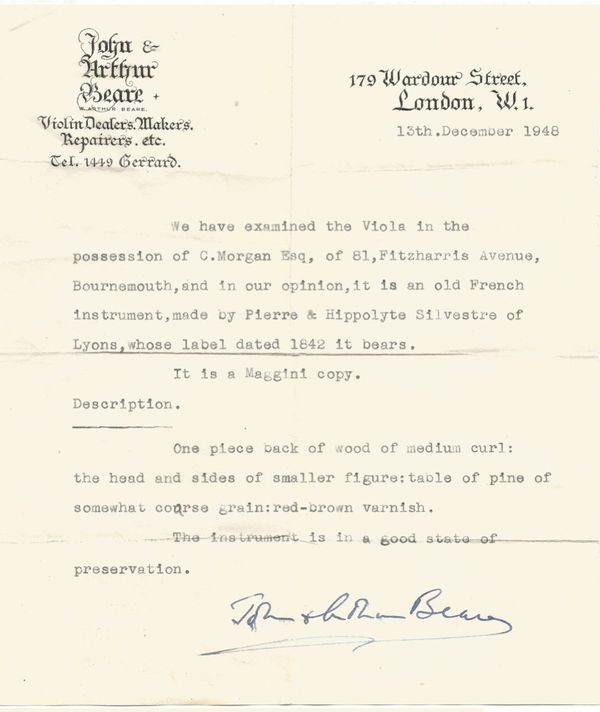 John &
Arthur
Beare
W. ARTHUR BEARE.
Violin Dealers. Makers.
Repairers. etc.
Tel. 1449 Gerrard.
179 Wardour Street,
London, W.1.
13th.December 1948
We have examined the Viola in the
possession of C.Morgan Esq, of 81,Fitzharris Avenue,
Bournemouth,and in our opinion,it is an old French
instrument,made by Pierre & Hippolyte Silvestre of
Lyons,whose label dated 1842 it bears.
It is a Maggini copy.
Description.
One piece back of wood of medium curl:
the head and sides of smaller figure:table of pine of
somewhat coarse grain:red-brown varnish.
The instrument is in a good state of
preservation.
John & Arthur Beare